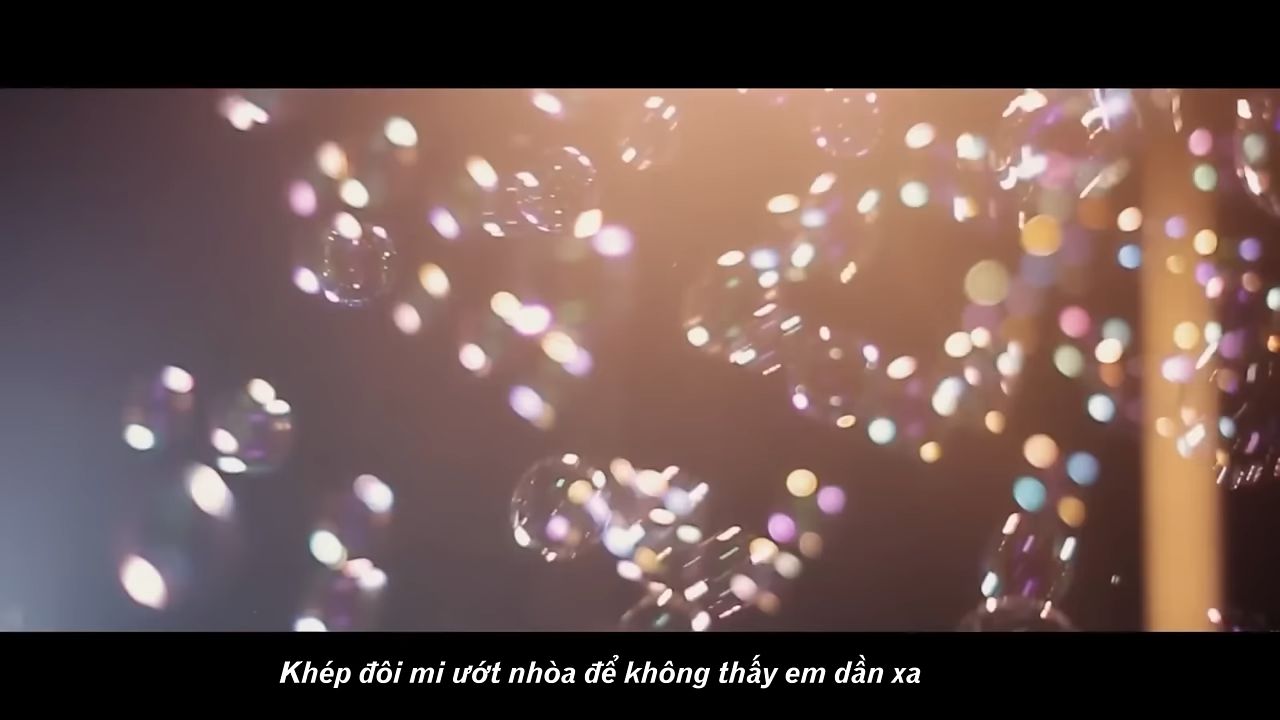 Khép đôi mi ướt nhòa để không thấy em dần xa